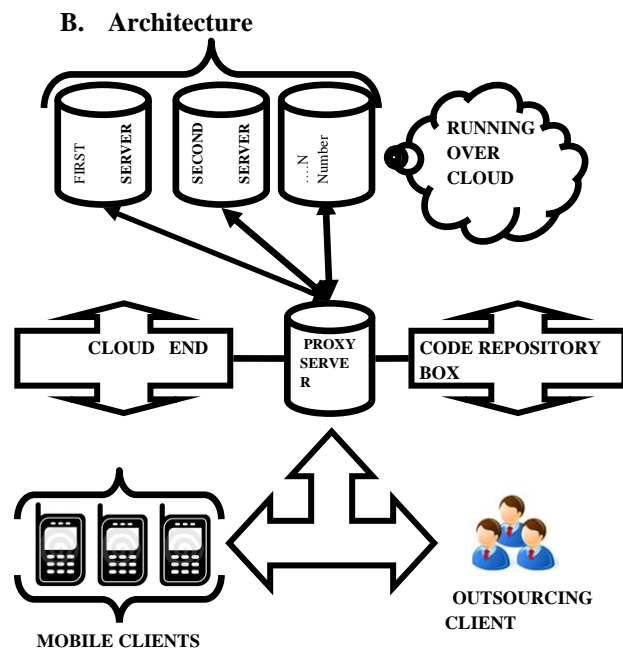 B. Architecture
FIRST
SERVER
SECOND
SERVER
....N
Number
RUNNING
OVER
CLOUD
CLOUD END
PROXY
SERVE
R
CODE REPOSITORY
BOX
MOBILE CLIENTS
OUTSOURCING
CLIENT